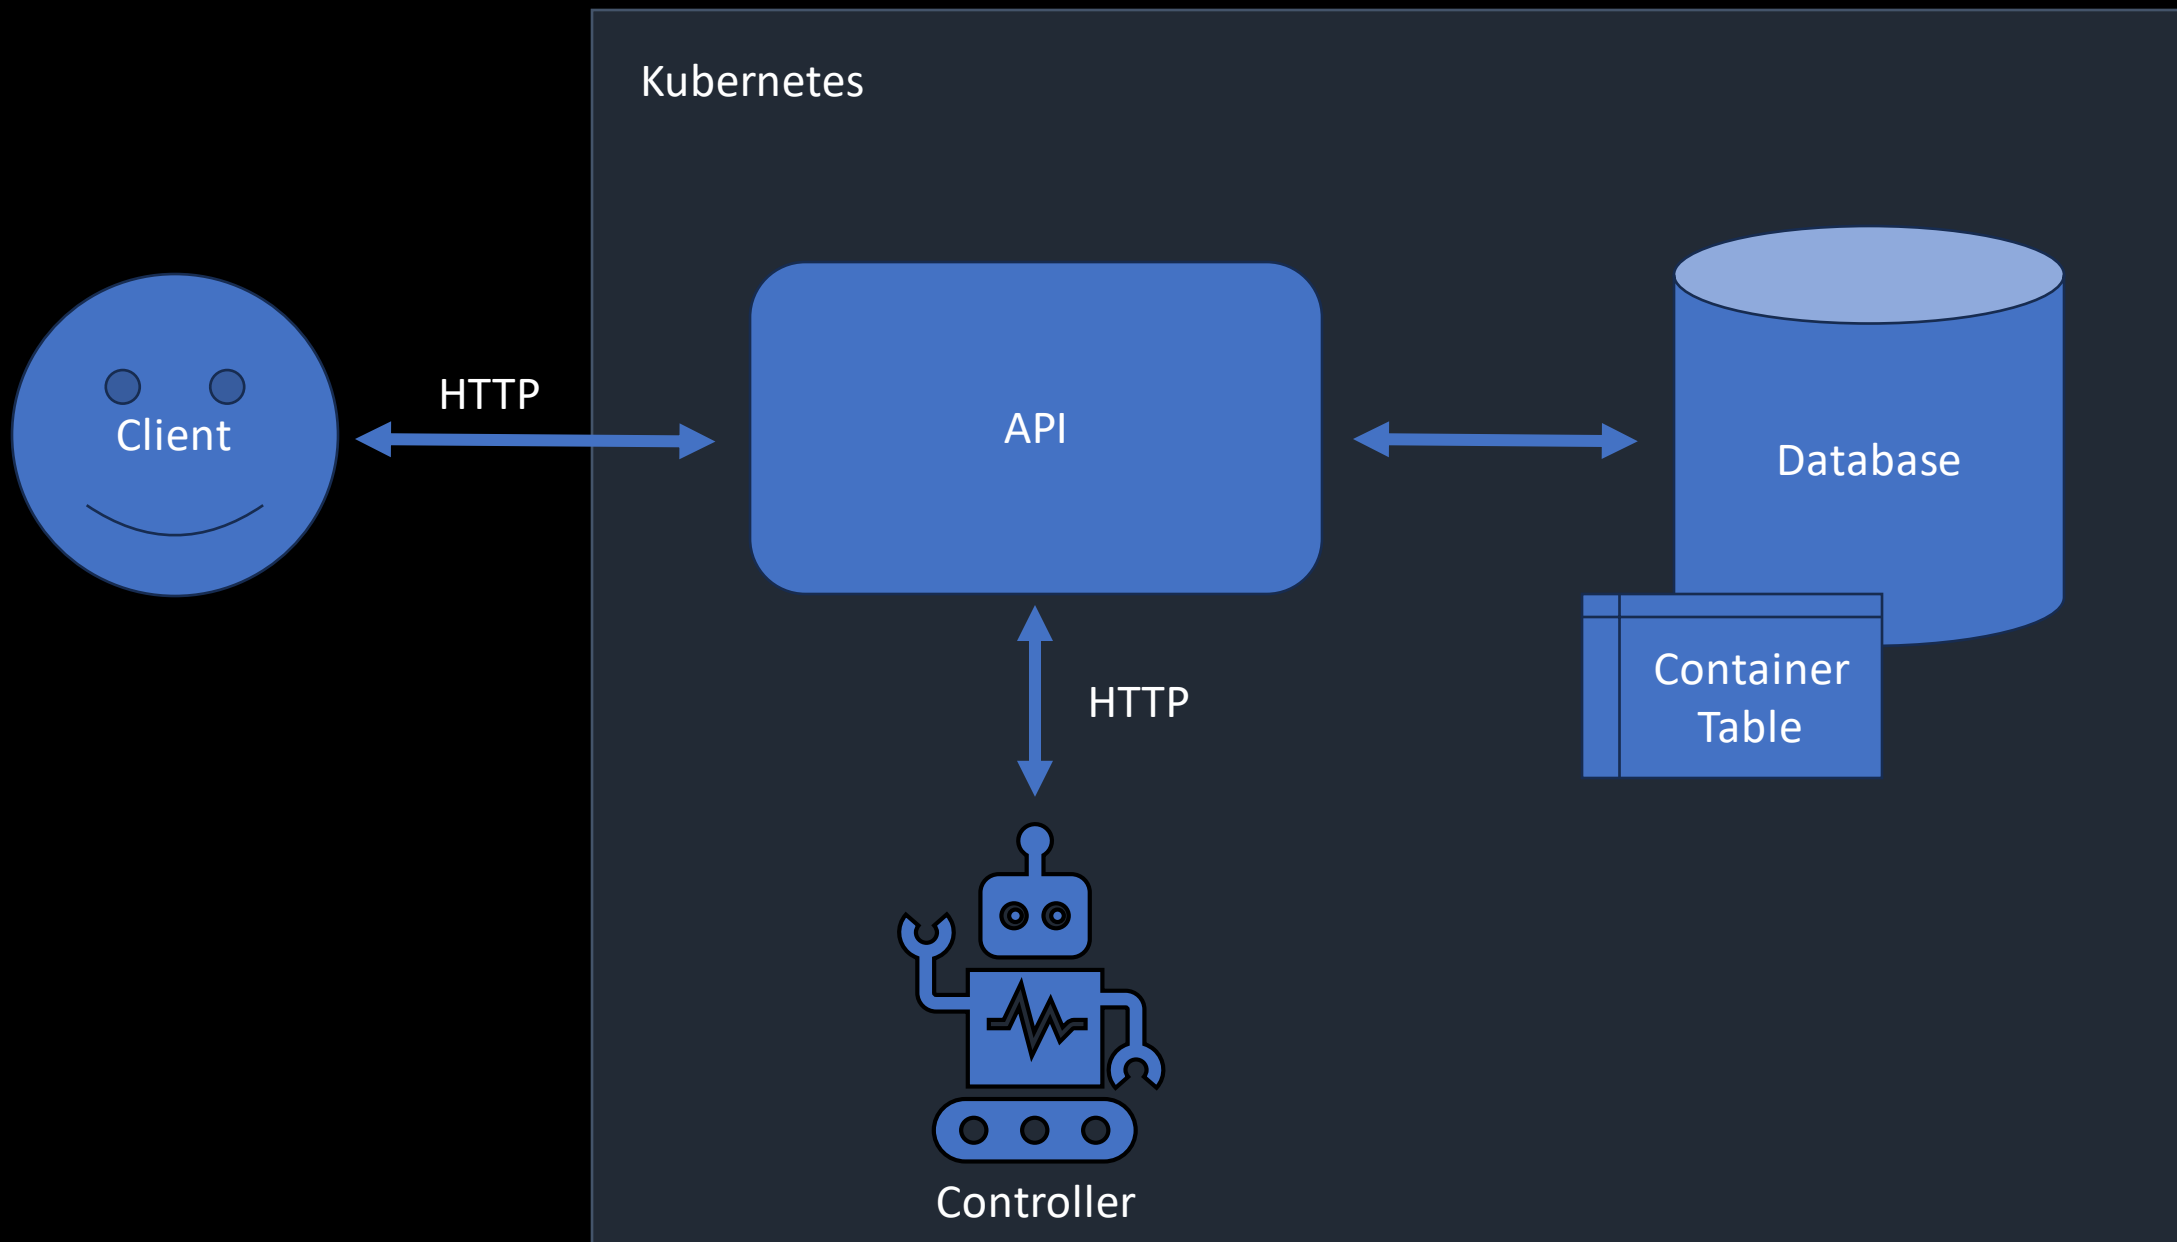 Kubernetes
Client
HTTP
API
Database
Container
Table
HTTP
Controller